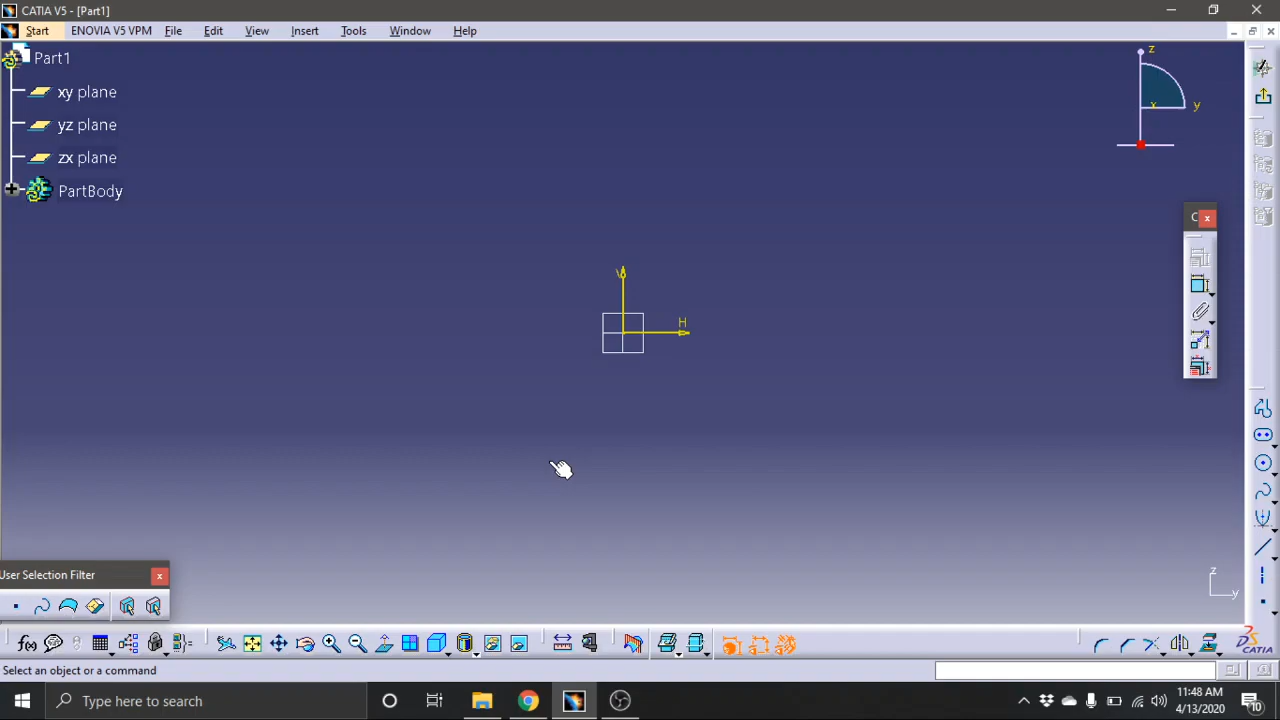 CATIA V5 - [Part1]
Start ENOVIA V5 VPM File Edit View Insert Tools Window Help
Part1
xy plane
yz plane
zx plane
PartBody
z
x y
C
V
H
User Selection Filter
z
y
f(x)
CATIA
Select an object or a command
Type here to search
11:48 AM
4/13/2020
10